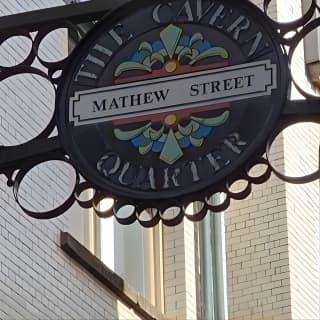 THE CAVERN
MATHEW STREET
QUARTER